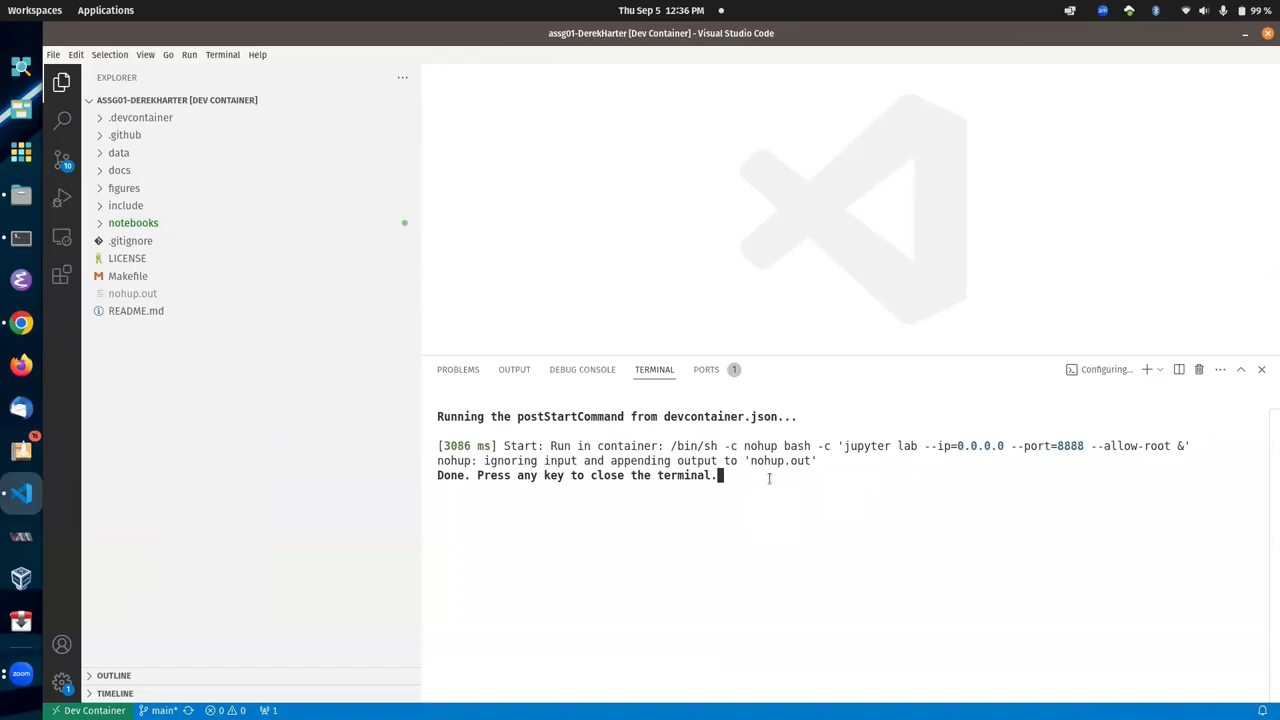 Workspaces Applications Thu Sep 5 12:36 PM 99 %
assg01-DerekHarter [Dev Container] - Visual Studio Code
File Edit Selection View Go Run Terminal Help
EXPLORER
ASSG01-DEREKHARTER [DEV CONTAINER]
.devcontainer
.github
data
docs
figures
include
notebooks
.gitignore
LICENSE
Makefile
nohup.out
README.md
10
15
zoom
1
OUTLINE
TIMELINE
PROBLEMS OUTPUT DEBUG CONSOLE TERMINAL PORTS 1 Configuring...
Running the postStartCommand from devcontainer.json...
[3086 ms] Start: Run in container: /bin/sh -c nohup bash -c 'jupyter lab --ip=0.0.0.0 --port=8888 --allow-root &'
nohup: ignoring input and appending output to 'nohup.out'
Done. Press any key to close the terminal.
Dev Container main* 0 0 1